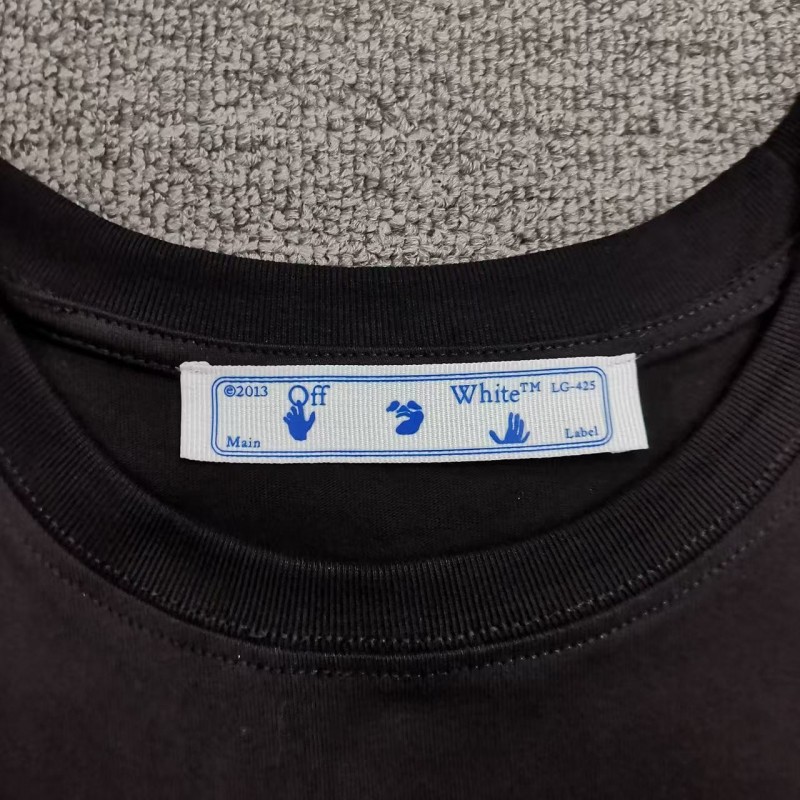 ©2013 Off White™ LG-425
Main Label